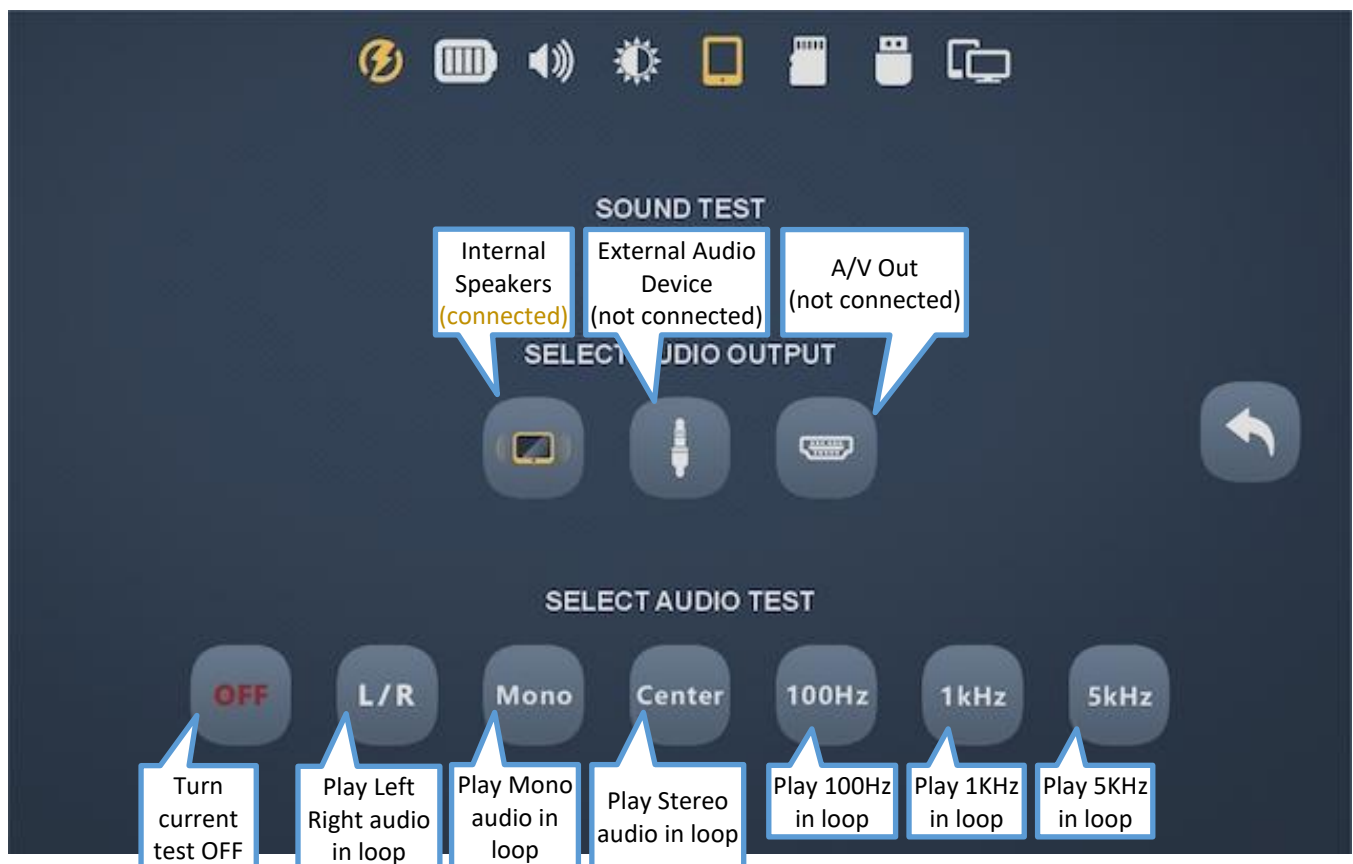 SOUND TEST
Internal
Speakers
(connected)
External Audio
Device
(not connected)
A/V Out
(not connected)
SELECT AUDIO OUTPUT
SELECT AUDIO TEST
OFF
L/R
Mono
Center
100Hz
1kHz
5kHz
Turn
current
test OFF
Play Left
Right audio
in loop
Play Mono
audio in
loop
Play Stereo
audio in loop
Play 100Hz
in loop
Play 1KHz
in loop
Play 5KHz
in loop